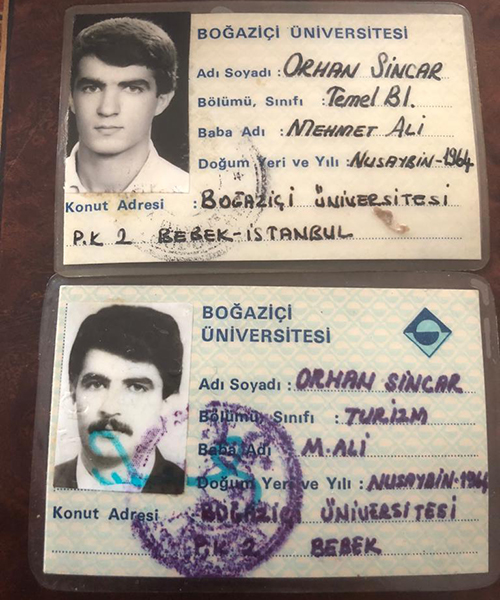 BOĞAZİÇİ ÜNİVERSİTESİ
Adı Soyadı : ORHAN SİNCAR
Bölümü, Sınıfı : Temel Bl.
Baba Adı : MEHMET ALİ
Doğum Yeri ve Yılı : NUSAYBİN-1964
Konut Adresi : BOĞAZİÇİ ÜNİVERSİTESİ
P.K 2 BEBEK-İSTANBUL
BOĞAZİÇİ
ÜNİVERSİTESİ
Adı Soyadı : ORHAN SİNCAR
Bölümü, Sınıfı : TURİZM
Baba Adı M.ALİ
Doğum Yeri ve Yılı : NUSAYBİN-1964
Konut Adresi BOĞAZİÇİ ÜNİVERSİTESİ
P.K 2 BEBEK